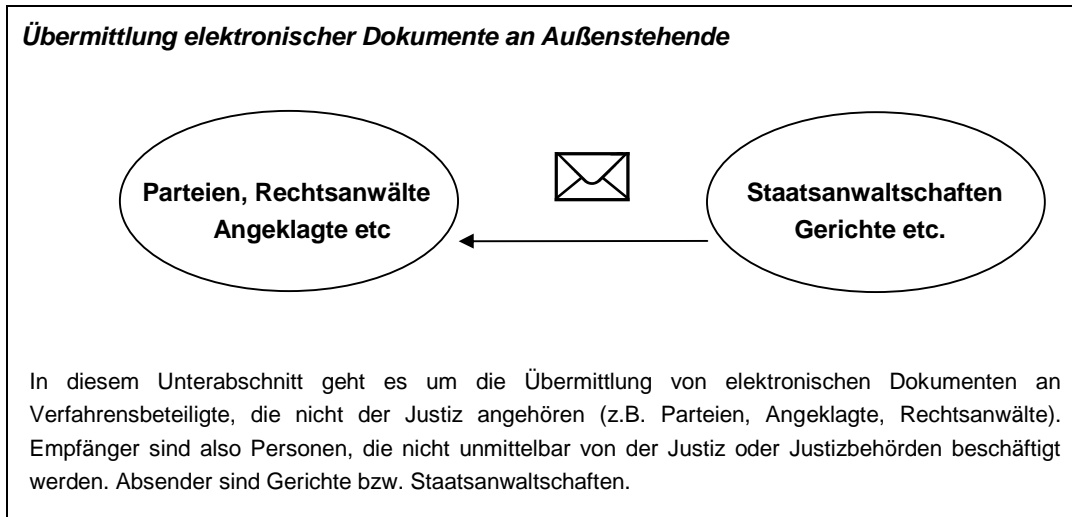 Übermittlung elektronischer Dokumente an Außenstehende
Parteien, Rechtsanwälte
Angeklagte etc
Staatsanwaltschaften
Gerichte etc.
In diesem Unterabschnitt geht es um die Übermittlung von elektronischen Dokumenten an
Verfahrensbeteiligte, die nicht der Justiz angehören (z.B. Parteien, Angeklagte, Rechtsanwälte).
Empfänger sind also Personen, die nicht unmittelbar von der Justiz oder Justizbehörden beschäftigt
werden. Absender sind Gerichte bzw. Staatsanwaltschaften.